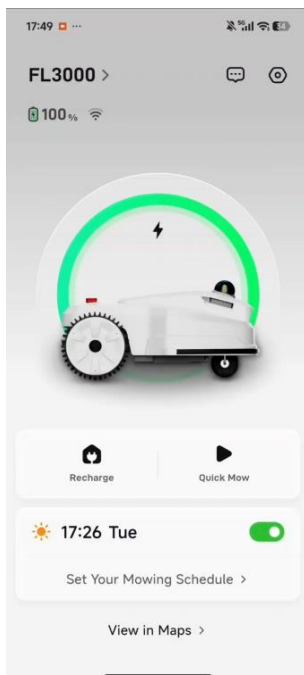 17:49
FL3000 >
100%
Recharge
Quick Mow
17:26 Tue
Set Your Mowing Schedule >
View in Maps >